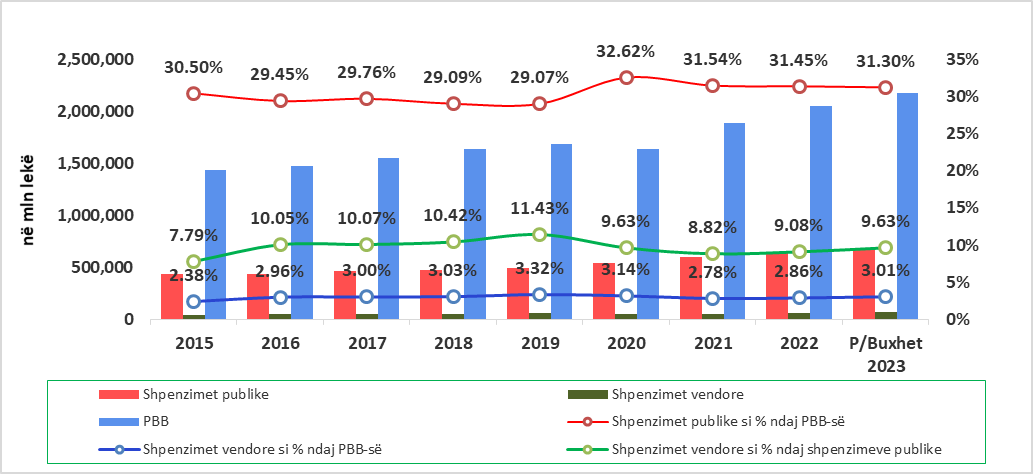 në mln lekë
2,500,000
2,000,000
1,500,000
1,000,000
500,000
0
30.50% 29.45% 29.76% 29.09% 29.07% 32.62% 31.54% 31.45% 31.30%
7.79% 10.05% 10.07% 10.42% 11.43% 9.63% 8.82% 9.08% 9.63%
2.38% 2.96% 3.00% 3.03% 3.32% 3.14% 2.78% 2.86% 3.01%
35%
30%
25%
20%
15%
10%
5%
0%
2015 2016 2017 2018 2019 2020 2021 2022 P/Buxhet
2023
Shpenzimet publike Shpenzimet vendore
PBB Shpenzimet publike si % ndaj PBB-së
Shpenzimet vendore si % ndaj PBB-së Shpenzimet vendore si % ndaj shpenzimeve publike